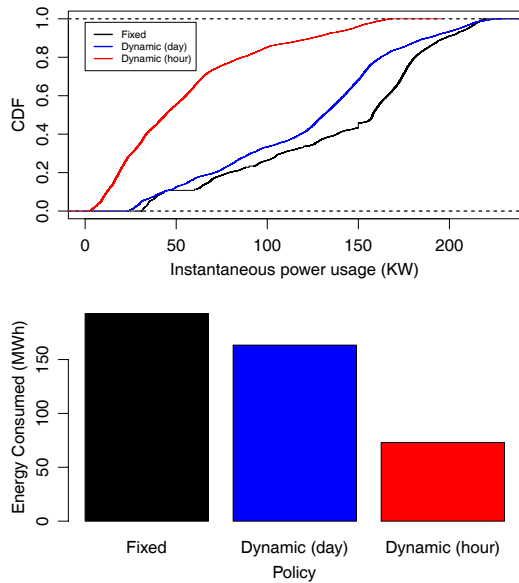 CDF
1.0
0.8
0.6
0.4
0.2
0.0
Fixed
Dynamic (day)
Dynamic (hour)
0 50 100 150 200
Instantaneous power usage (KW)
Energy Consumed (MWh)
150
100
50
0
Fixed Dynamic (day) Dynamic (hour)
Policy